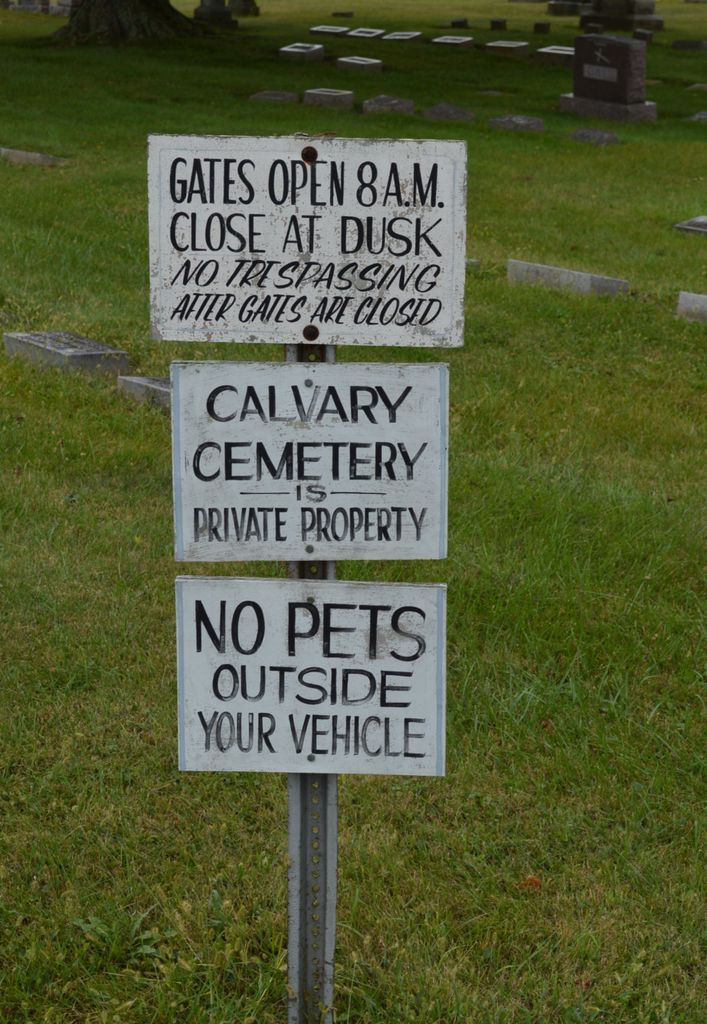 GATES OPEN 8 A.M.
CLOSE AT DUSK
NO TRESPASSING
AFTER GATES ARE CLOSED
CALVARY
CEMETERY
IS
PRIVATE PROPERTY
NO PETS
OUTSIDE
YOUR VEHICLE